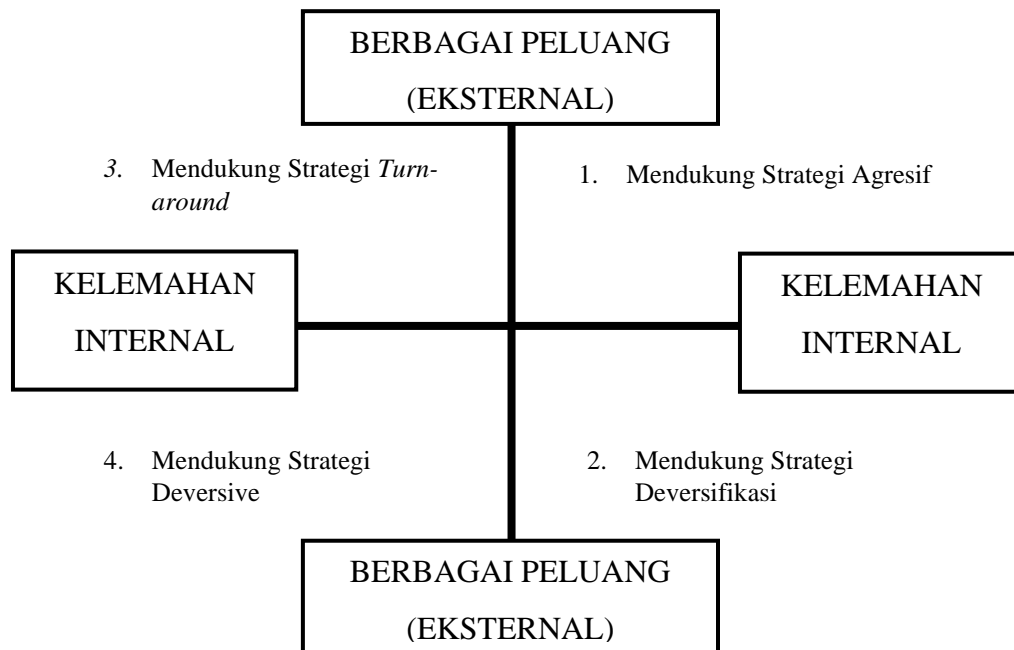 BERBAGAI PELUANG
(EKSTERNAL)
3. Mendukung Strategi Turn-
around
1. Mendukung Strategi Agresif
KELEMAHAN
INTERNAL
KELEMAHAN
INTERNAL
4. Mendukung Strategi
Deversive
2. Mendukung Strategi
Deversifikasi
BERBAGAI PELUANG
(EKSTERNAL)